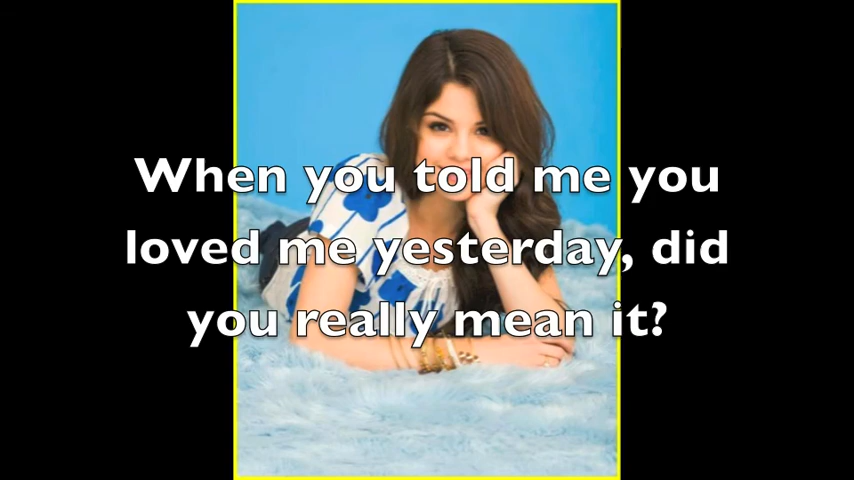 When you told me you
loved me yesterday, did
you really mean it?